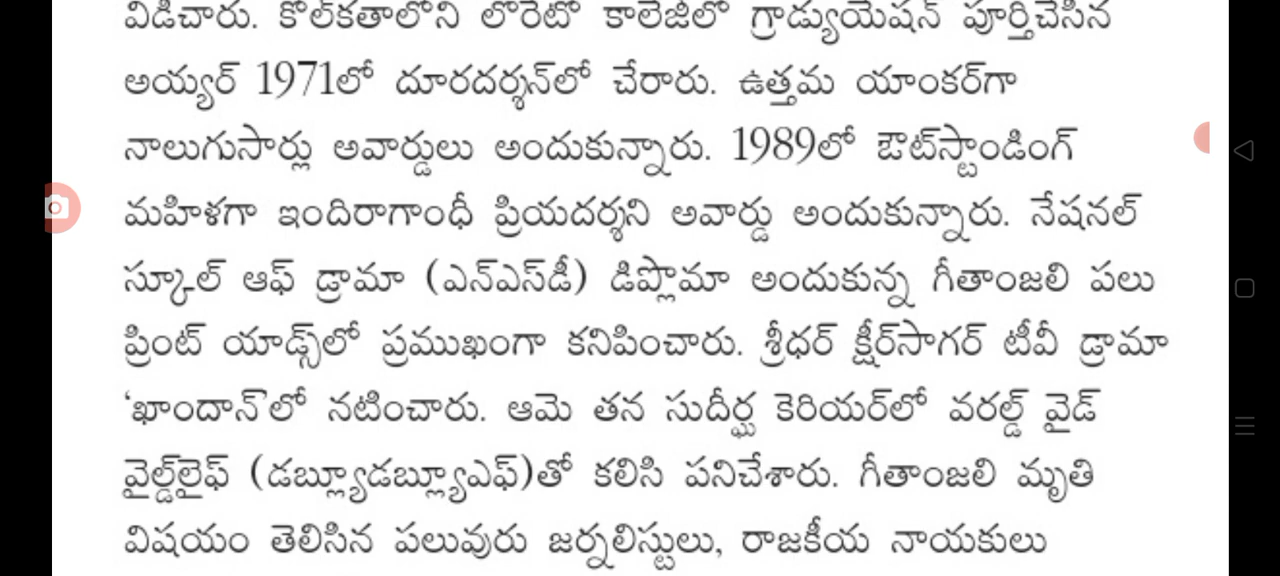 విడిచారు. కోల్‌కతాలోని లొరెటో కాలేజీలో గ్రాడ్యుయేషన్ పూర్తిచేసిన
అయ్యర్ 1971లో దూరదర్శన్‌లో చేరారు. ఉత్తమ యాంకర్‌గా
నాలుగుసార్లు అవార్డులు అందుకున్నారు. 1989లో ఔట్‌స్టాండింగ్
మహిళగా ఇందిరాగాంధీ ప్రియదర్శని అవార్డు అందుకున్నారు. నేషనల్
స్కూల్ ఆఫ్ డ్రామా (ఎన్‌ఎస్‌డీ) డిప్లొమా అందుకున్న గీతాంజలి పలు
ప్రింట్ యాడ్స్‌లో ప్రముఖంగా కనిపించారు. శ్రీధర్ క్షీర్‌సాగర్ టీవీ డ్రామా
‘ఖాందాన్’లో నటించారు. ఆమె తన సుదీర్ఘ కెరియర్‌లో వరల్డ్ వైడ్
వైల్డ్‌లైఫ్ (డబ్ల్యూడబ్ల్యూఎఫ్)తో కలిసి పనిచేశారు. గీతాంజలి మృతి
విషయం తెలిసిన పలువురు జర్నలిస్టులు, రాజకీయ నాయకులు